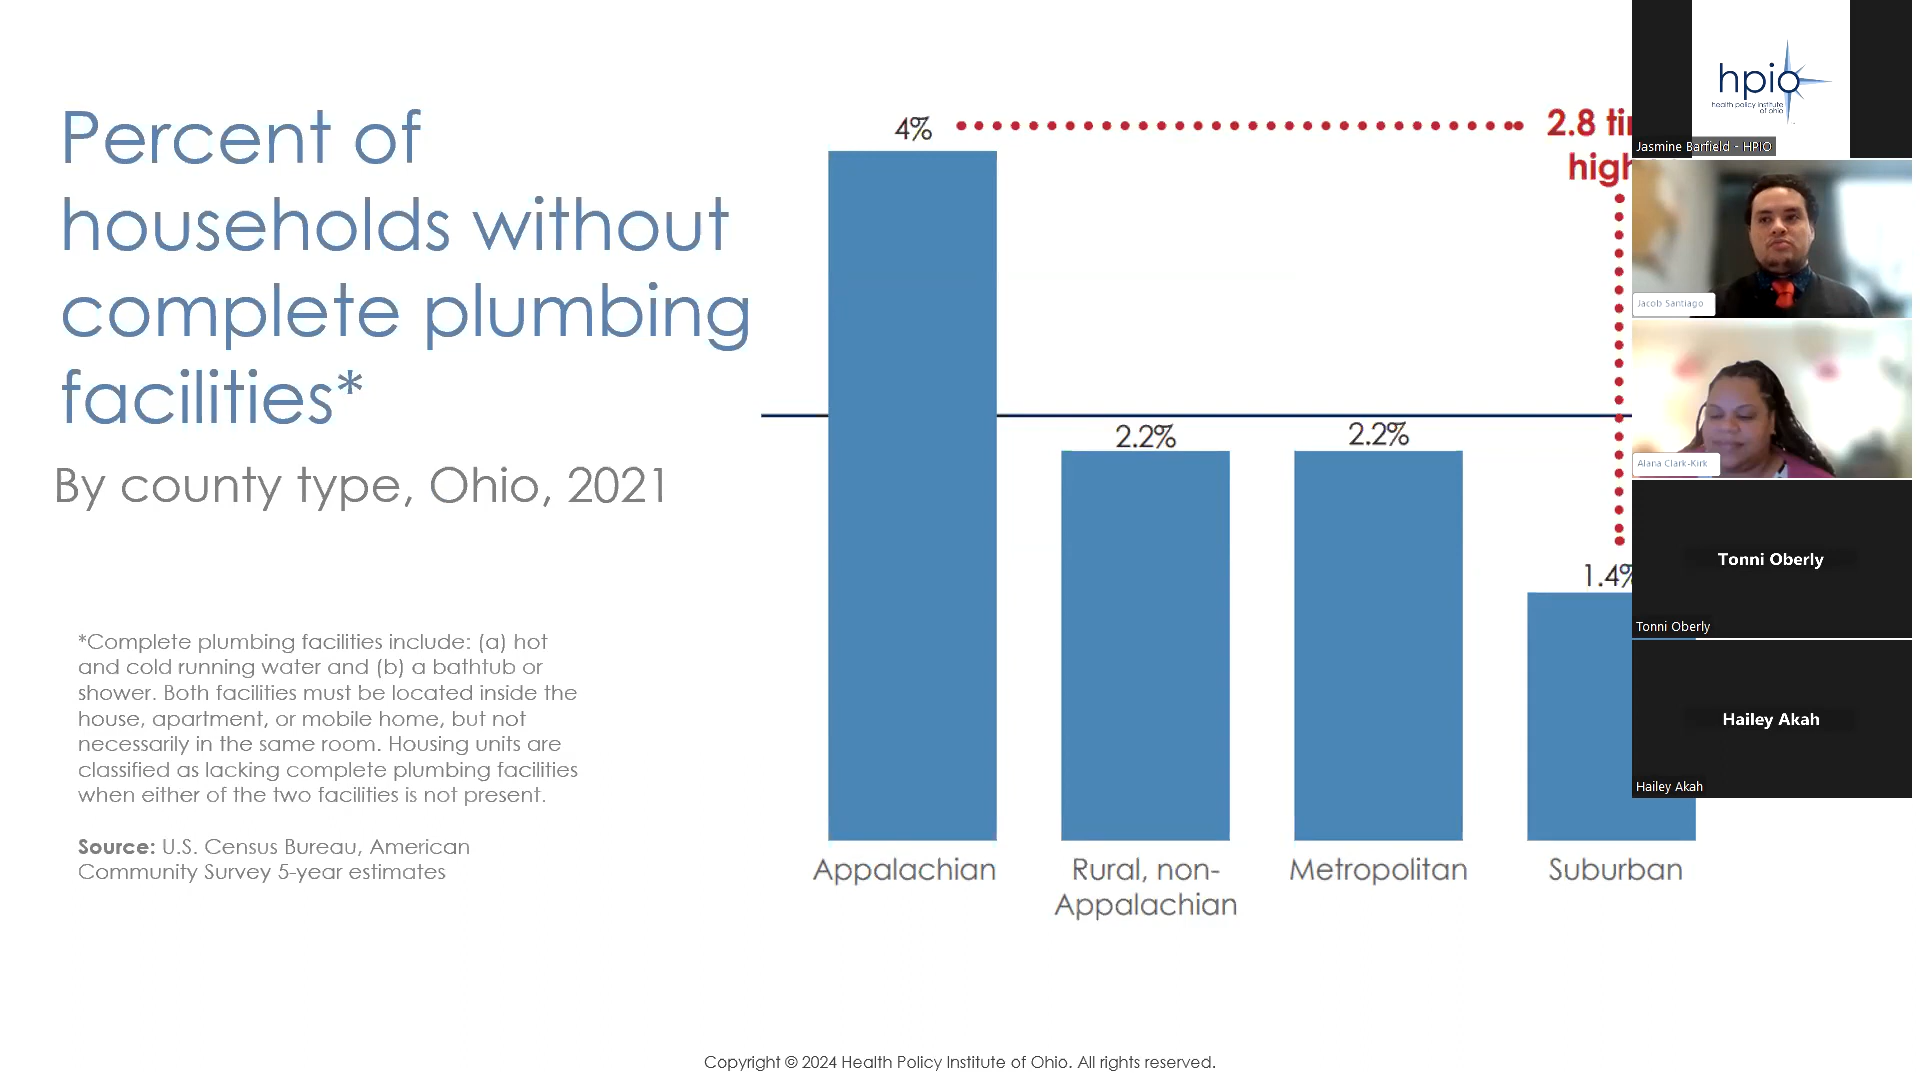 Percent of
households without
complete plumbing
facilities*
By county type, Ohio, 2021
*Complete plumbing facilities include: (a) hot
and cold running water and (b) a bathtub or
shower. Both facilities must be located inside the
house, apartment, or mobile home, but not
necessarily in the same room. Housing units are
classified as lacking complete plumbing facilities
when either of the two facilities is not present.
Source: U.S. Census Bureau, American
Community Survey 5-year estimates
4%
2.8
2.2%
2.2%
1.4%
Appalachian
Rural, non-
Appalachian
Metropolitan
Suburban
Copyright © 2024 Health Policy Institute of Ohio. All rights reserved.
hpio
health policy institute
of ohio
Jasmine Barfield - HPIO
Jacob Santiago
Alana Clark-Kirk
Tonni Oberly
Tonni Oberly
Hailey Akah
Hailey Akah